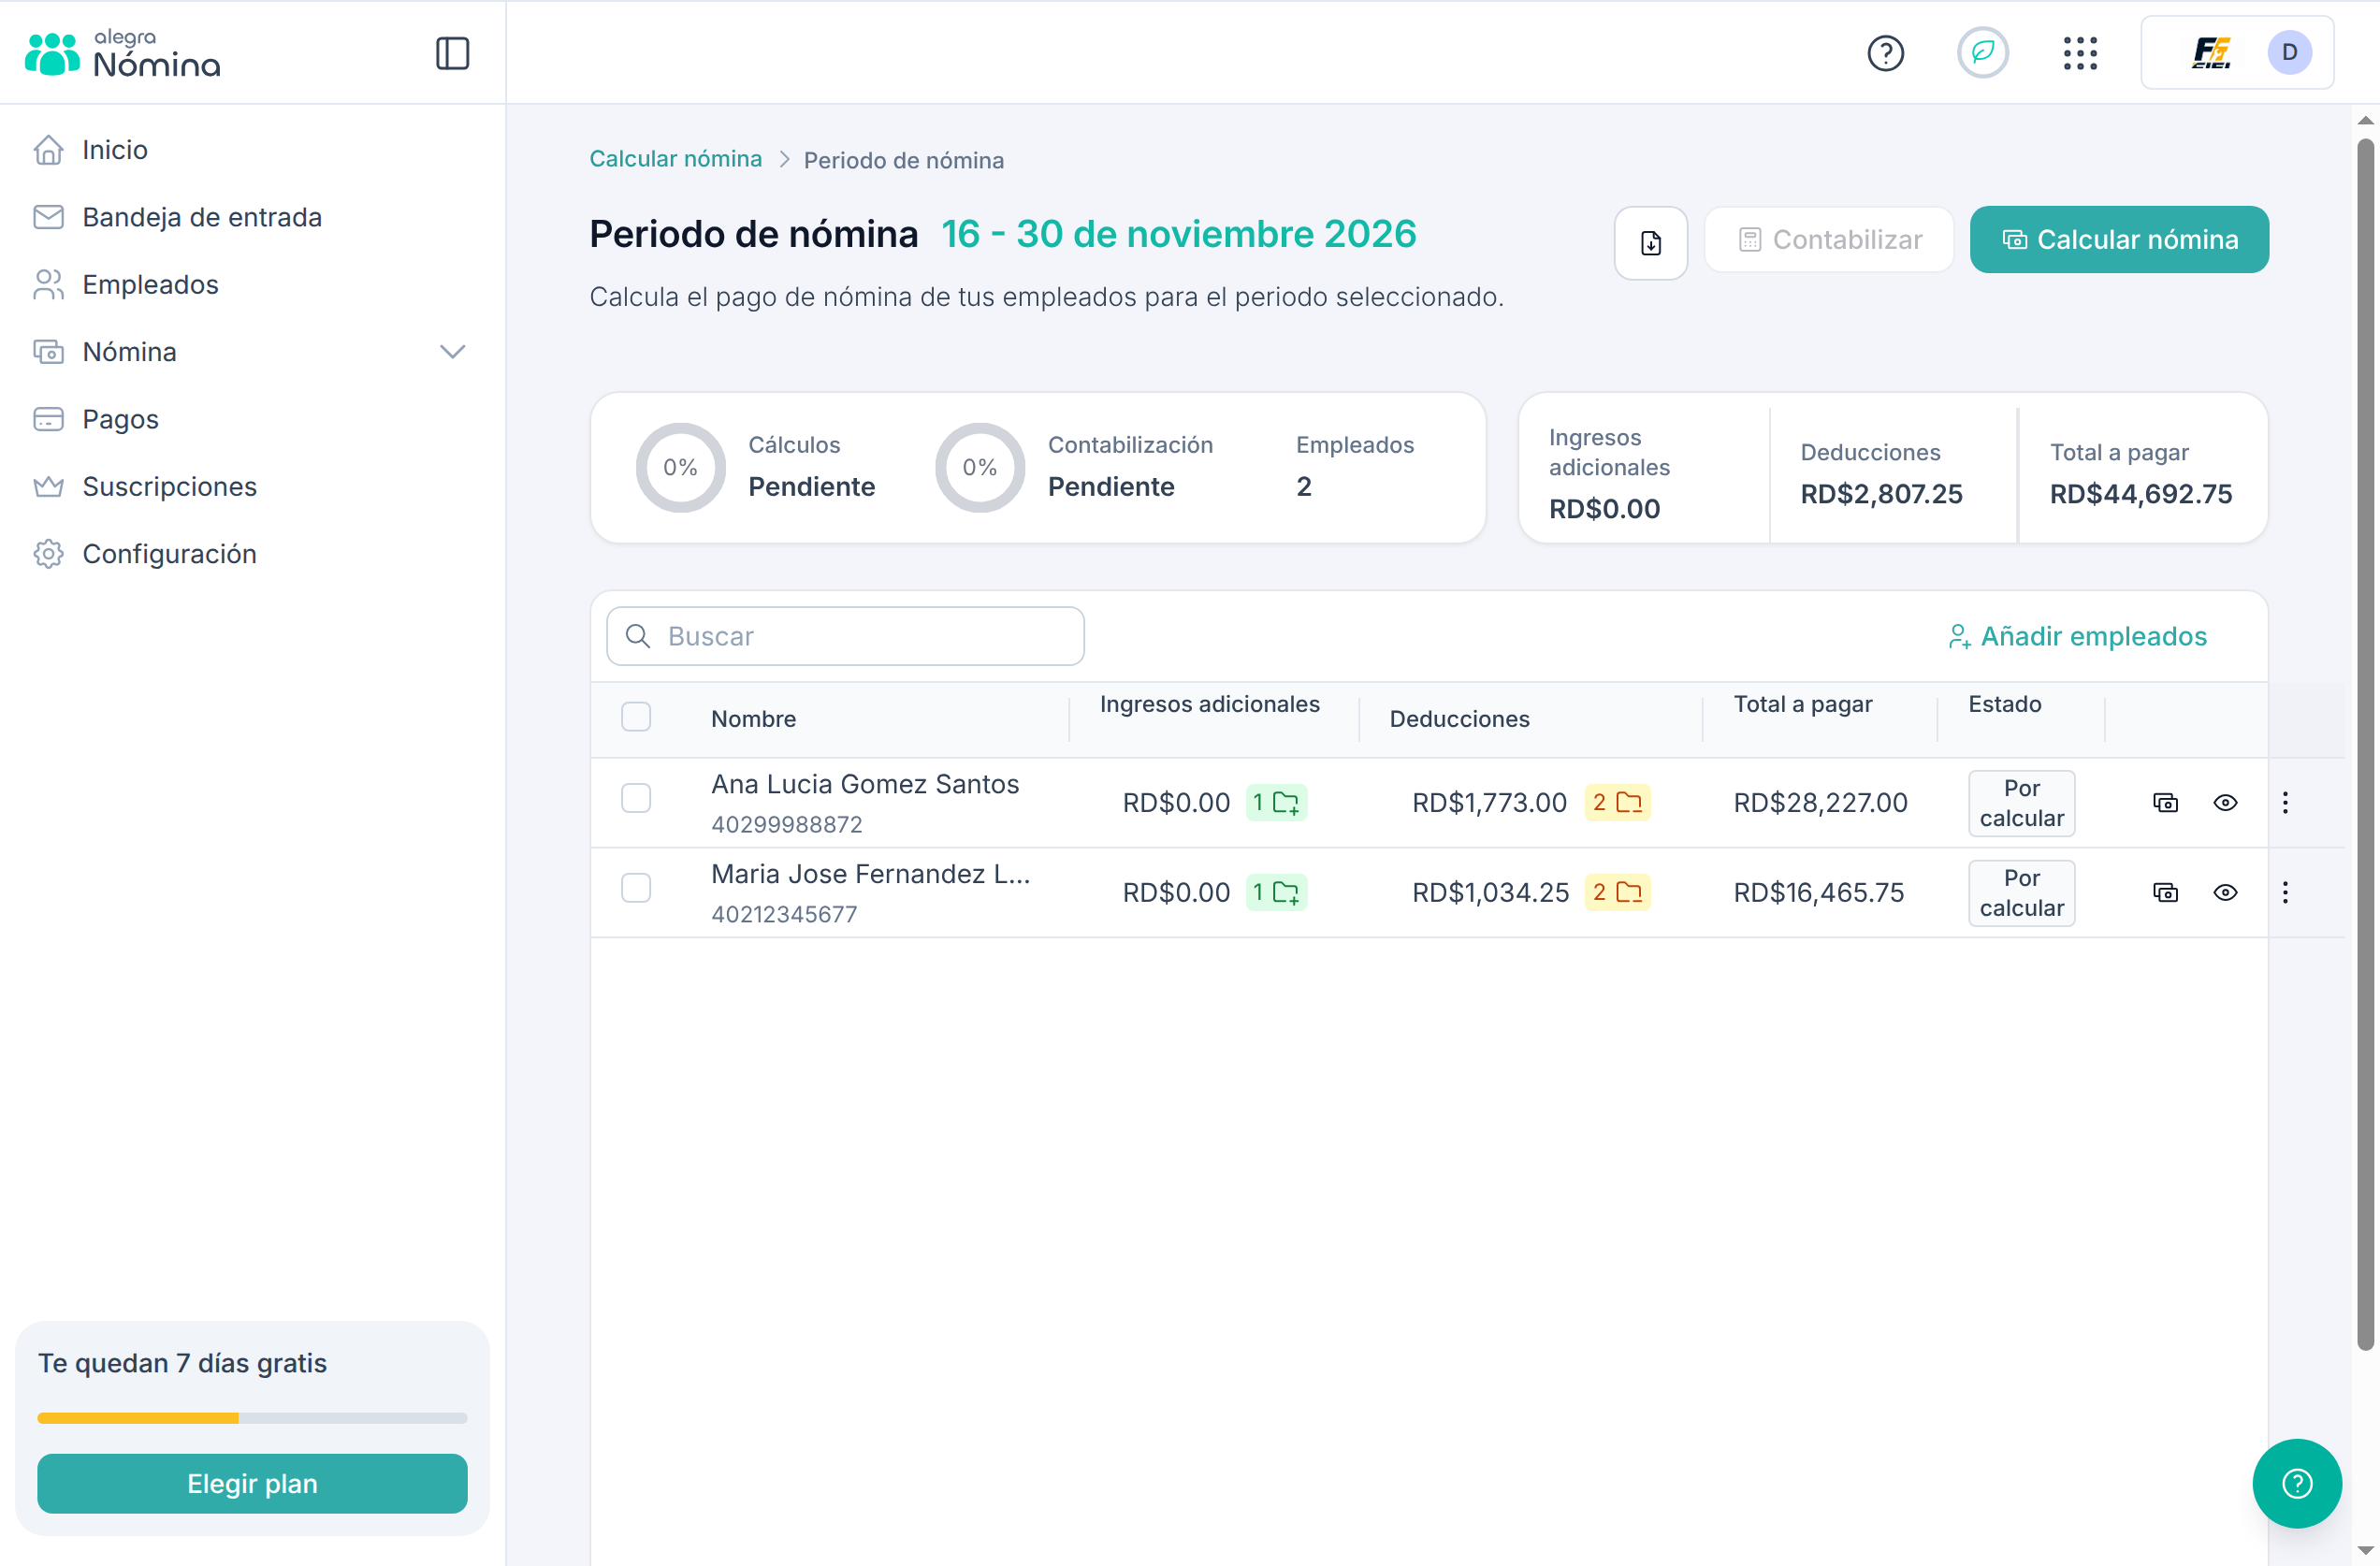 alegra
Nómina
D
Inicio
Bandeja de entrada
Empleados
Nómina
Pagos
Suscripciones
Configuración
Te quedan 7 días gratis
Elegir plan
Calcular nómina > Periodo de nómina
Periodo de nómina 16 - 30 de noviembre 2026
Calcula el pago de nómina de tus empleados para el periodo seleccionado.
Contabilizar
Calcular nómina
0%
Cálculos
Pendiente
0%
Contabilización
Pendiente
Empleados
2
Ingresos
adicionales
RD$0.00
Deducciones
RD$2,807.25
Total a pagar
RD$44,692.75
Buscar
Añadir empleados
Nombre
Ingresos adicionales
Deducciones
Total a pagar
Estado
Ana Lucia Gomez Santos
40299988872
RD$0.00 1
RD$1,773.00 2
RD$28,227.00
Por
calcular
Maria Jose Fernandez L...
40212345677
RD$0.00 1
RD$1,034.25 2
RD$16,465.75
Por
calcular